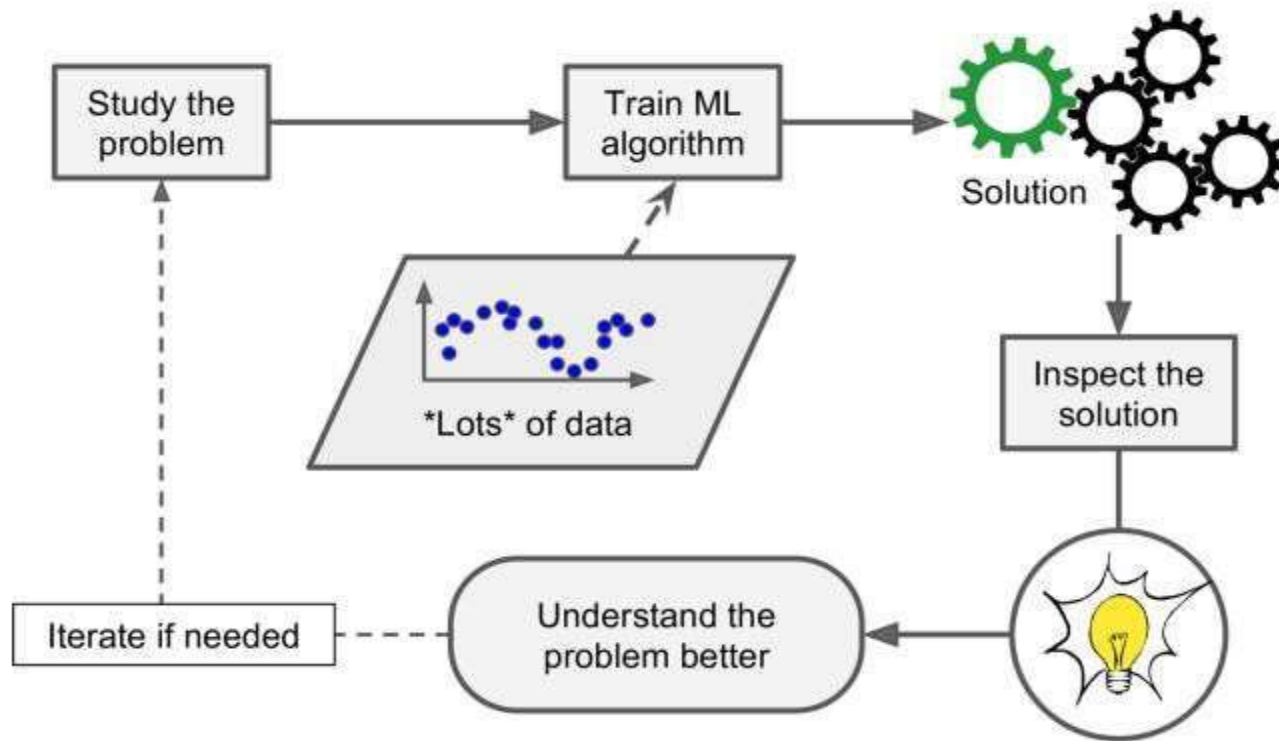 Study the
problem
Train ML
algorithm
Solution
*Lots* of data
Inspect the
solution
Understand the
problem better
Iterate if needed